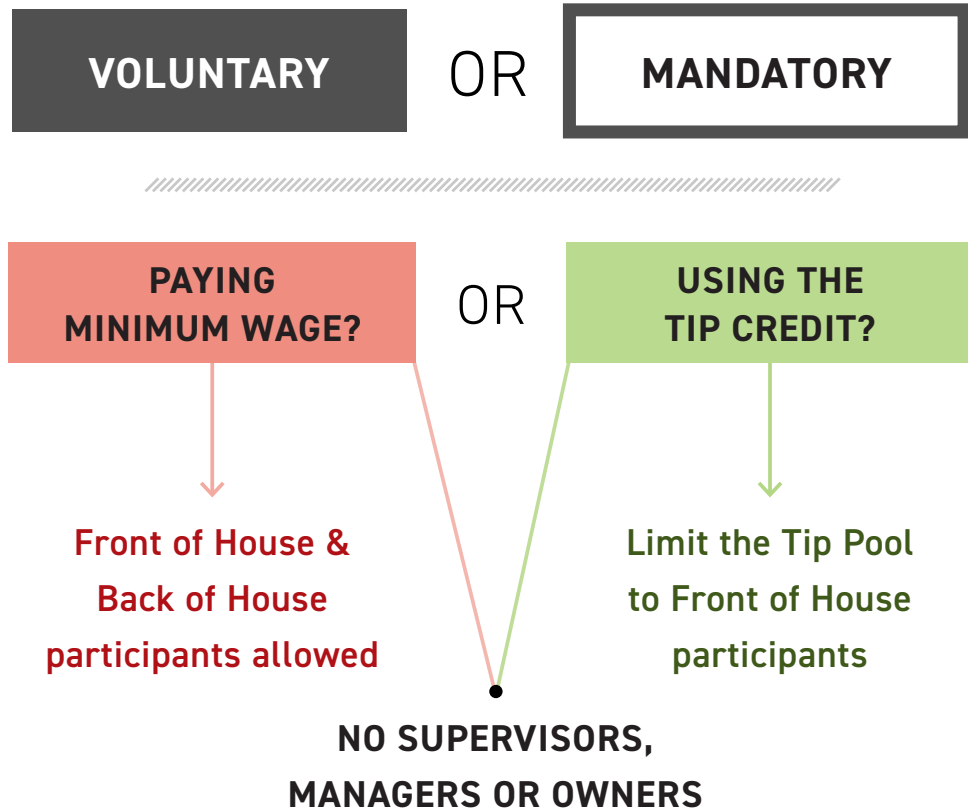 VOLUNTARY OR MANDATORY
PAYING
MINIMUM WAGE?
OR
USING THE
TIP CREDIT?
Front of House &
Back of House
participants allowed
Limit the Tip Pool
to Front of House
participants
NO SUPERVISORS,
MANAGERS OR OWNERS